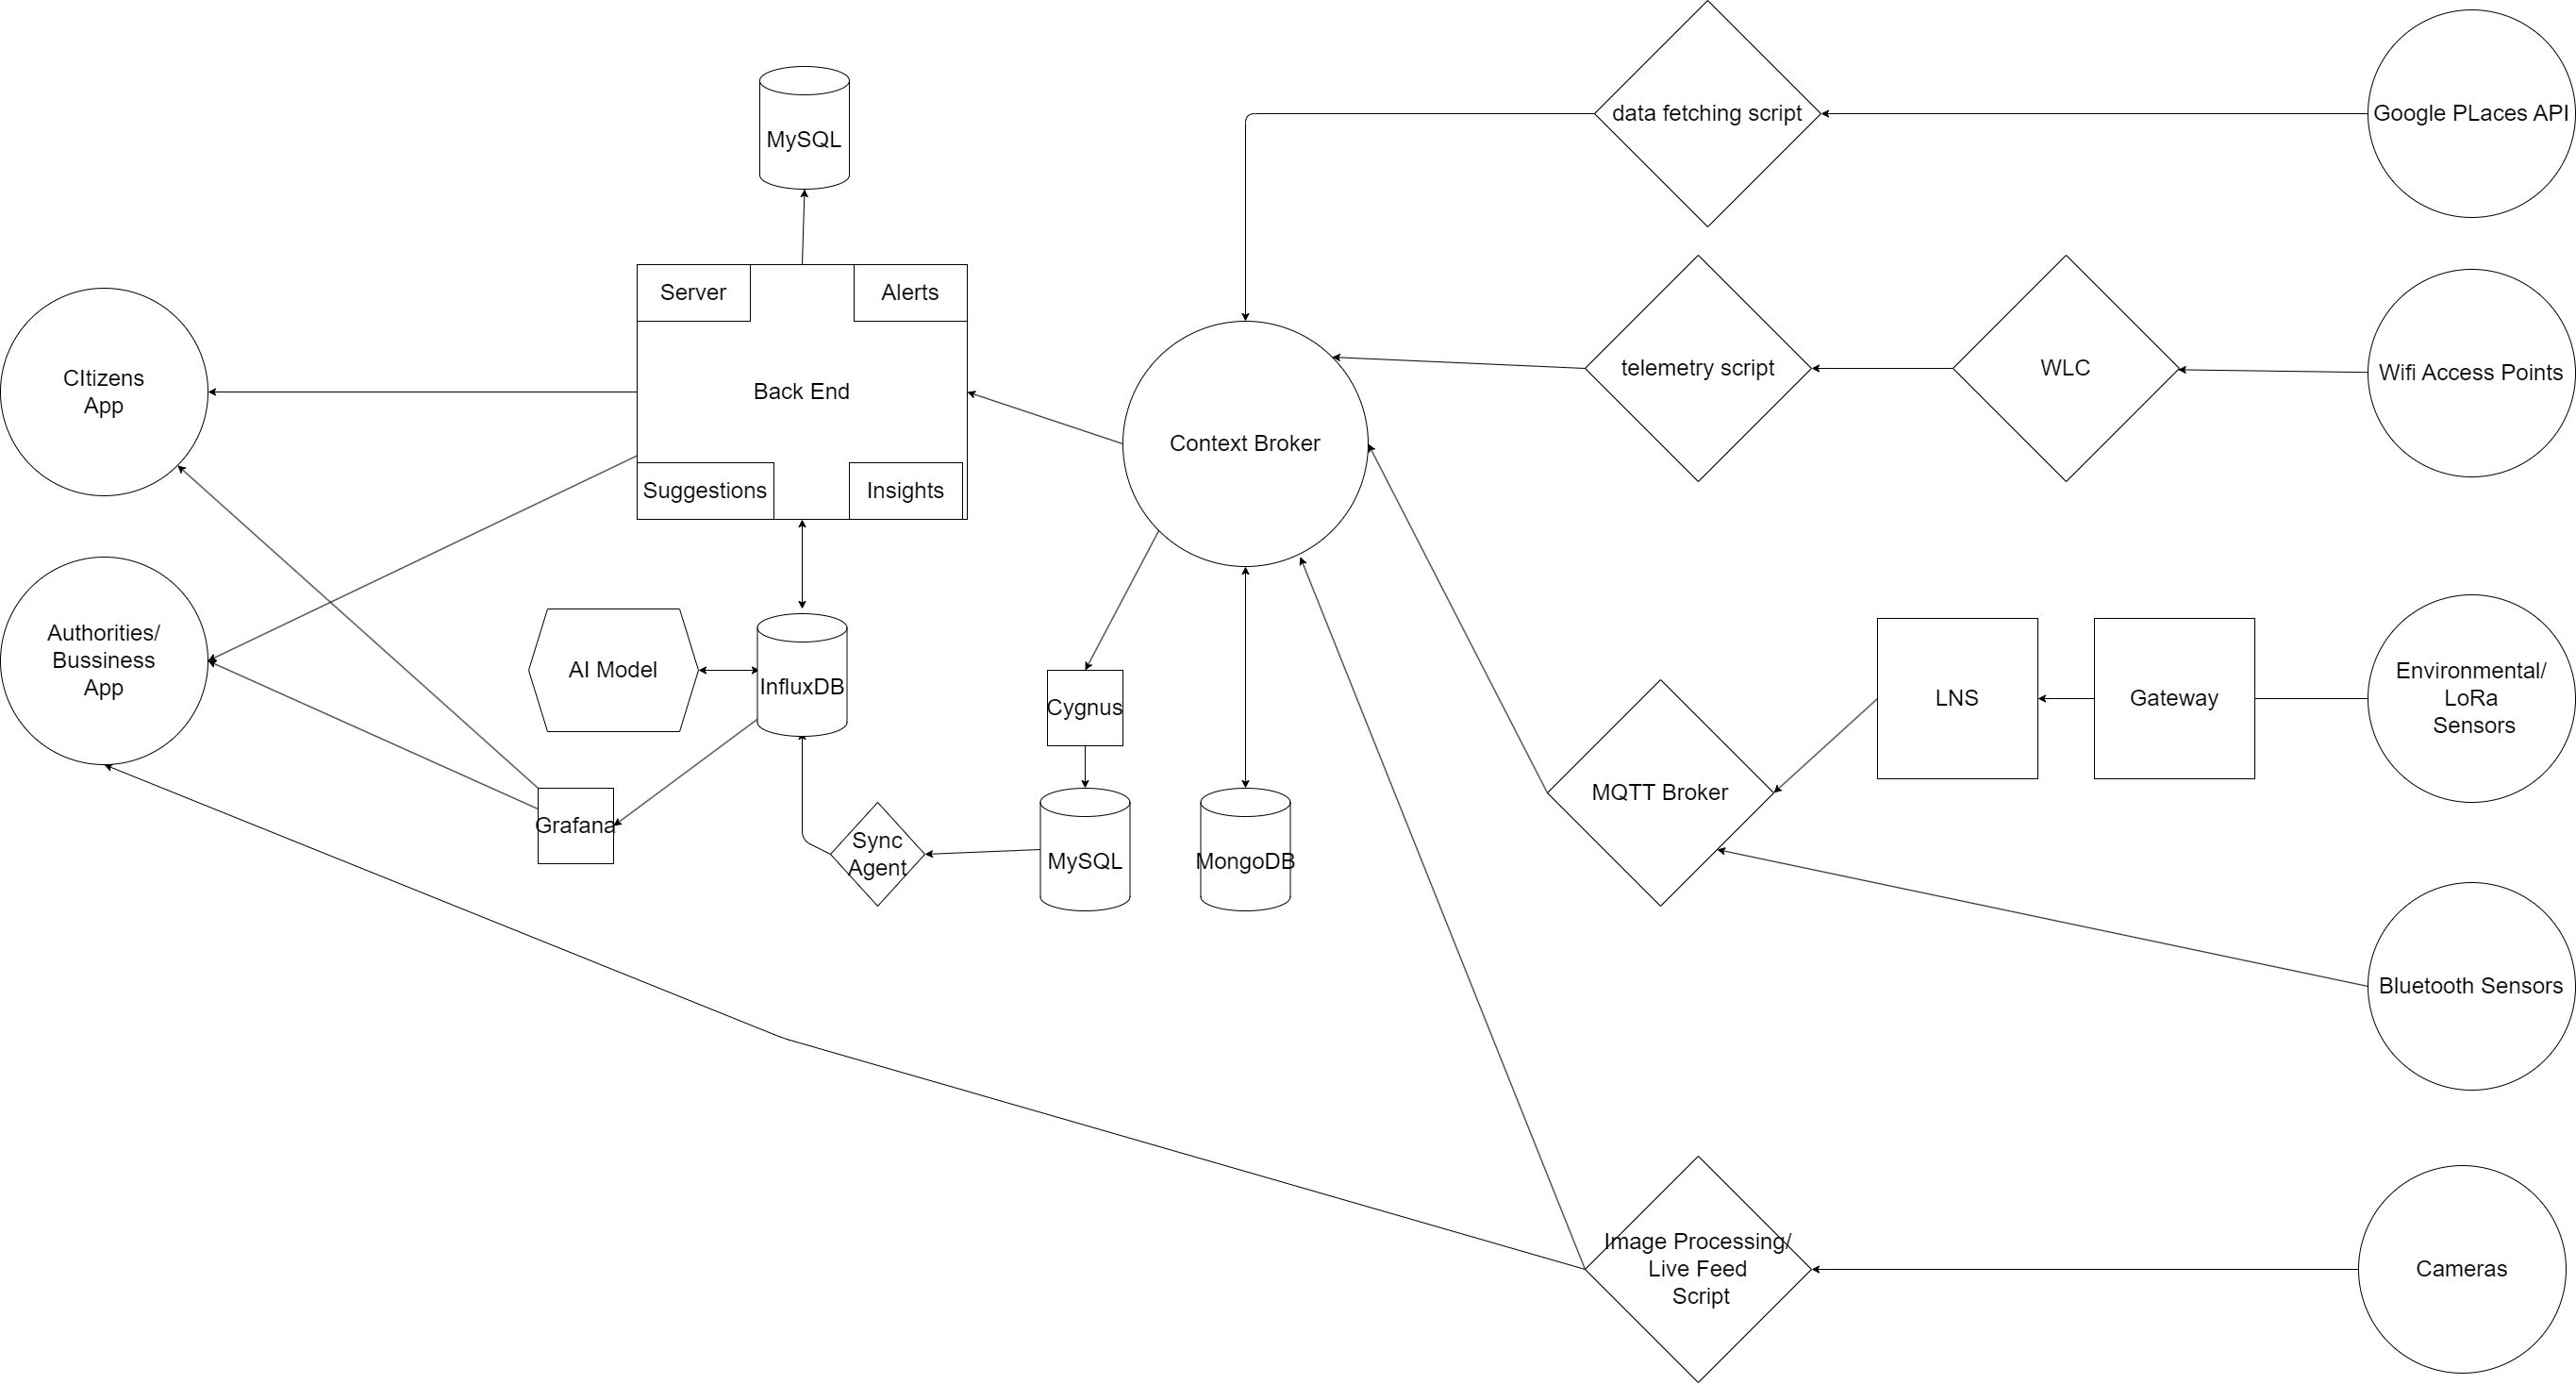 data fetching script
Google PLaces API
MySQL
Server
Alerts
CItizens
App
Back End
telemetry script
WLC
Wifi Access Points
Context Broker
Suggestions
Insights
Authorities/
Bussiness
App
AI Model
InfluxDB
Cygnus
LNS
Gateway
Environmental/
LoRa
Sensors
MQTT Broker
Grafana
Sync
Agent
MySQL
MongoDB
Bluetooth Sensors
Image Processing/
Live Feed
Script
Cameras